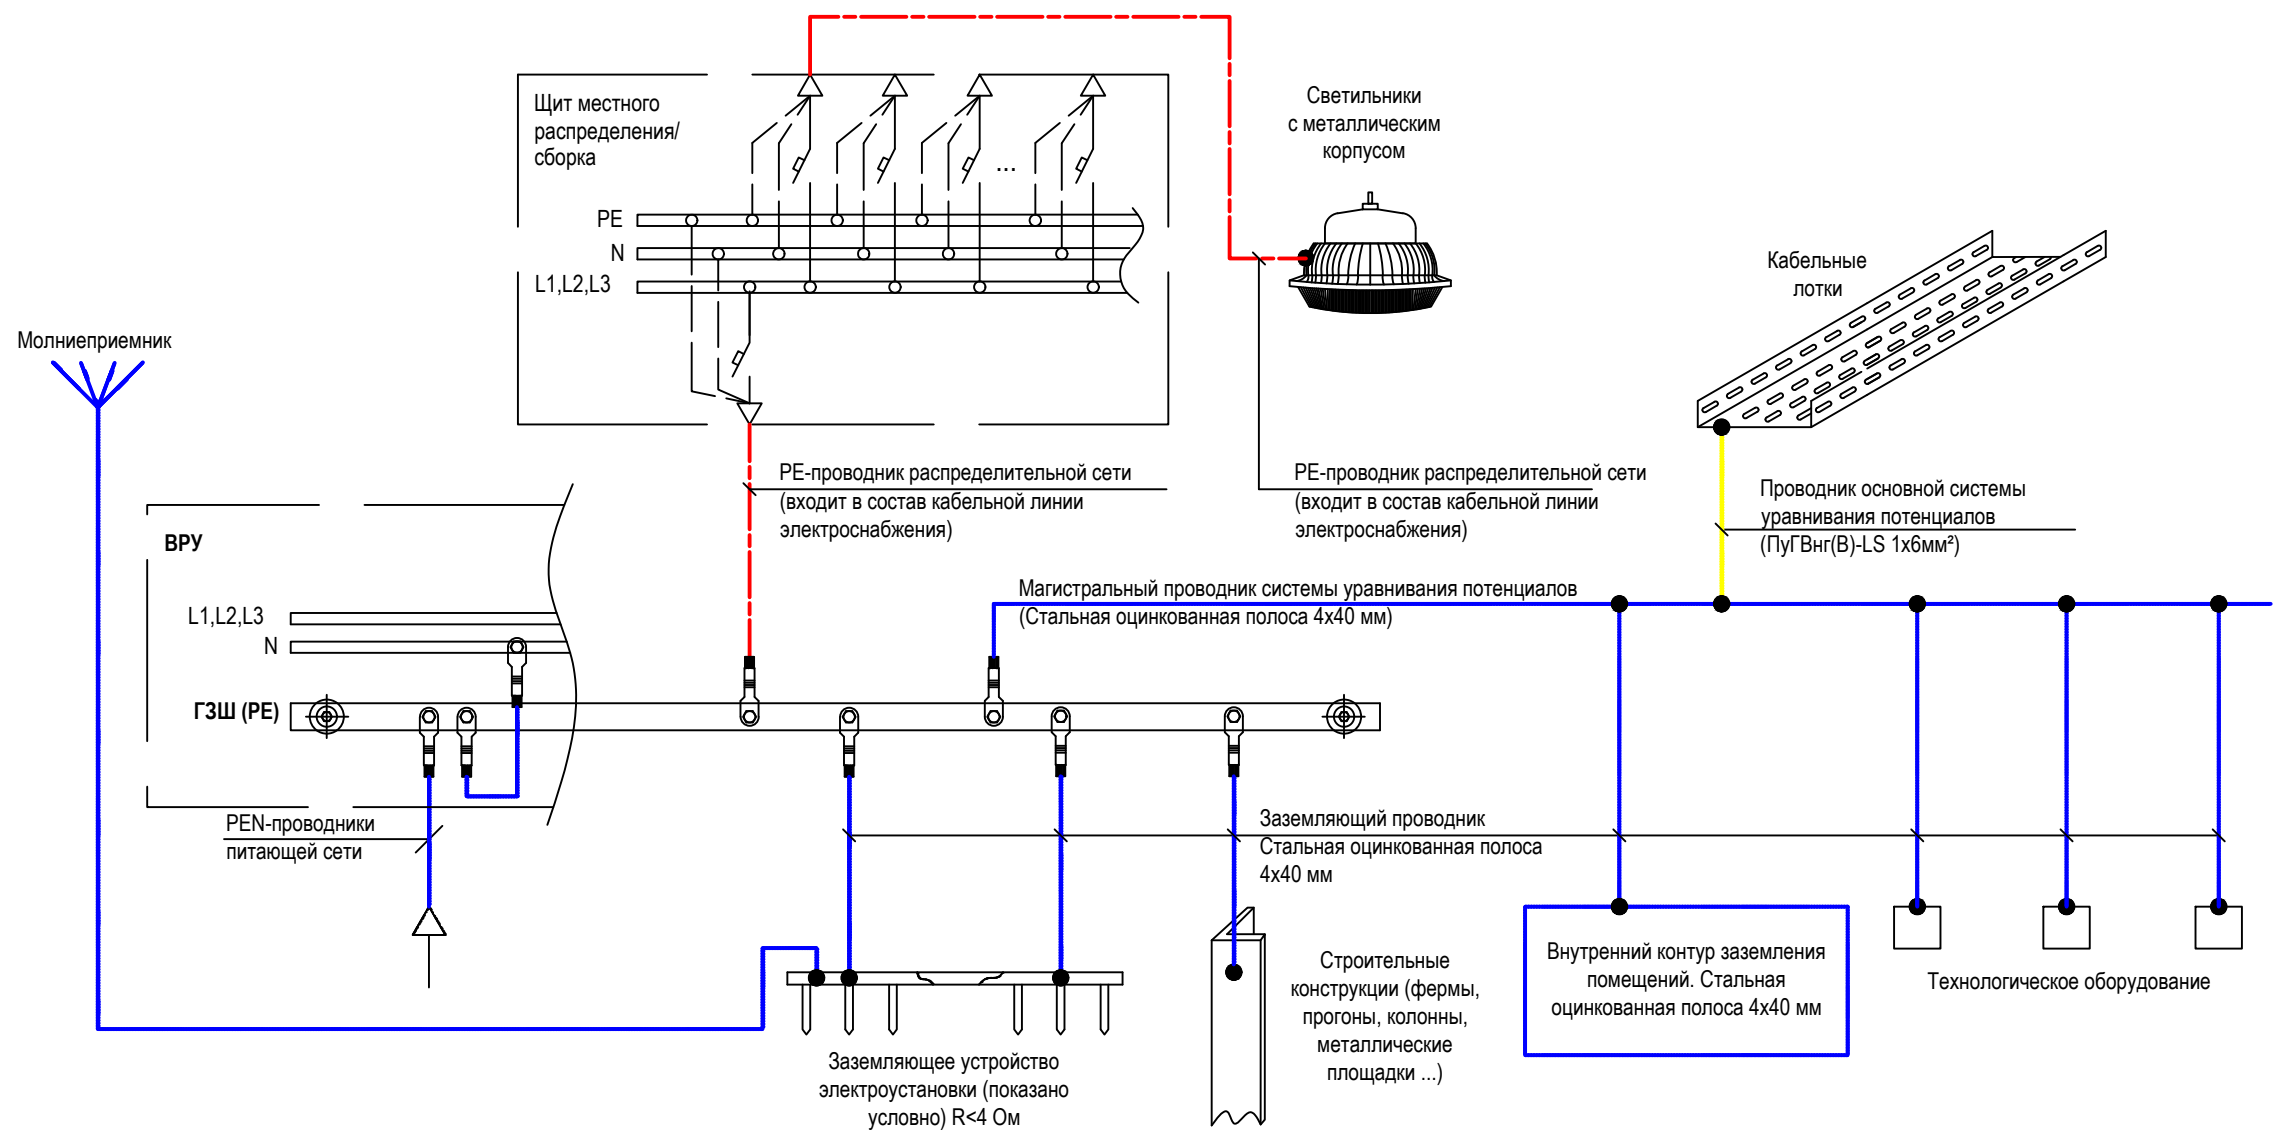 Щит местного
распределения/
сборка
PE
N
L1,L2,L3
...
Светильники
с металлическим
корпусом
Кабельные
лотки
Молниеприемник
PE-проводник распределительной сети
(входит в состав кабельной линии
электроснабжения)
PE-проводник распределительной сети
(входит в состав кабельной линии
электроснабжения)
Проводник основной системы
уравнивания потенциалов
(ПуГВнг(В)-LS 1х6мм²)
ВРУ
L1,L2,L3
N
ГЗШ (PE)
Магистральный проводник системы уравнивания потенциалов
(Стальная оцинкованная полоса 4х40 мм)
PEN-проводники
питающей сети
Заземляющий проводник
Стальная оцинкованная полоса
4х40 мм
Внутренний контур заземления
помещений. Стальная
оцинкованная полоса 4х40 мм
Технологическое оборудование
Строительные
конструкции (фермы,
прогоны, колонны,
металлические
площадки ...)
Заземляющее устройство
электроустановки (показано
условно) R<4 Ом